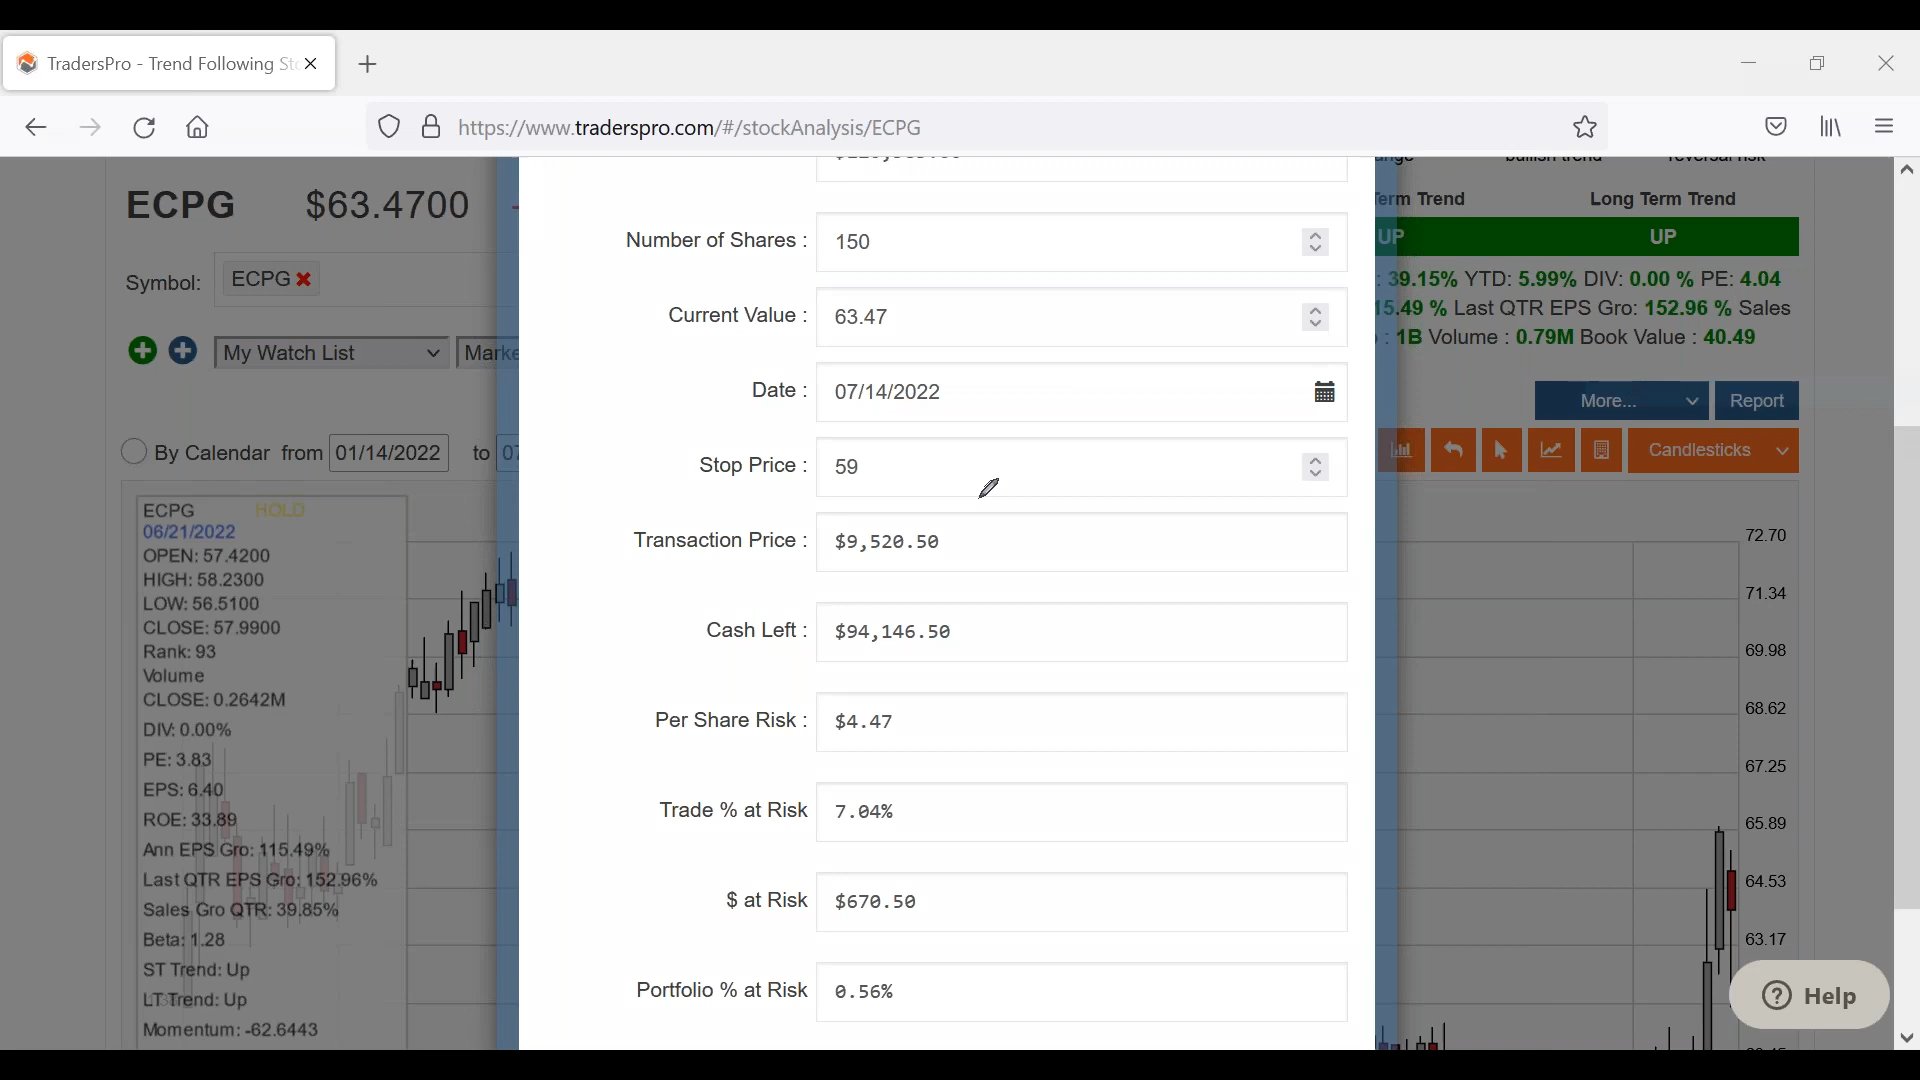 TradersPro - Trend Following Sto
https://www.traderspro.com/#/stockAnalysis/ECPG
bullish trend
reversal risk
ECPG $63.4700
Term Trend Long Term Trend
UP UP
Number of Shares : 150
Symbol: ECPG
39.15% YTD: 5.99% DIV: 0.00 % PE: 4.04
15.49 % Last QTR EPS Gro: 152.96 % Sales
: 1B Volume : 0.79M Book Value : 40.49
Current Value : 63.47
My Watch List Marke
Date : 07/14/2022
More... Report
By Calendar from 01/14/2022 to 07
Candlesticks
Stop Price : 59
Transaction Price : $9,520.50
Cash Left : $94,146.50
Per Share Risk : $4.47
Trade % at Risk 7.04%
$ at Risk $670.50
Portfolio % at Risk 0.56%
ECPG HOLD
06/21/2022
OPEN: 57.4200
HIGH: 58.2300
LOW: 56.5100
CLOSE: 57.9900
Rank: 93
Volume
CLOSE: 0.2642M
DIV: 0.00%
PE: 3.83
EPS: 6.40
ROE: 33.89
Ann EPS Gro: 115.49%
Last QTR EPS Gro: 152.96%
Sales Gro QTR: 39.85%
Beta: 1.28
ST Trend: Up
LT Trend: Up
Momentum: -62.6443
72.70
71.34
69.98
68.62
67.25
65.89
64.53
63.17
Help